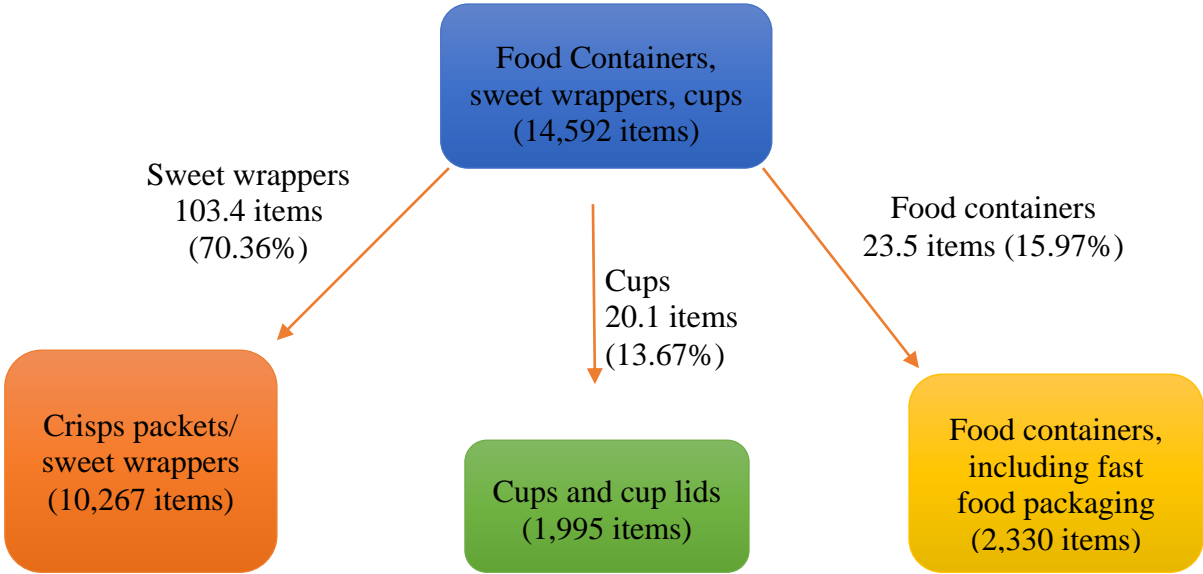 Food Containers,
sweet wrappers, cups
(14,592 items)
Sweet wrappers
103.4 items
(70.36%)
Food containers
23.5 items (15.97%)
Cups
20.1 items
(13.67%)
Crisps packets/
sweet wrappers
(10,267 items)
Cups and cup lids
(1,995 items)
Food containers,
including fast
food packaging
(2,330 items)